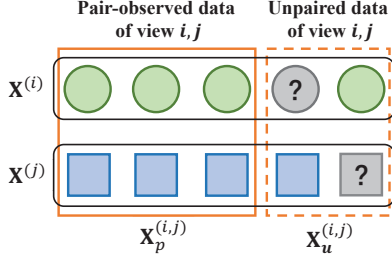 Pair-observed data
of view i, j
Unpaired data
of view i, j
X^(i)
?
X^(j)
?
X_p^(i,j)
X_u^(i,j)